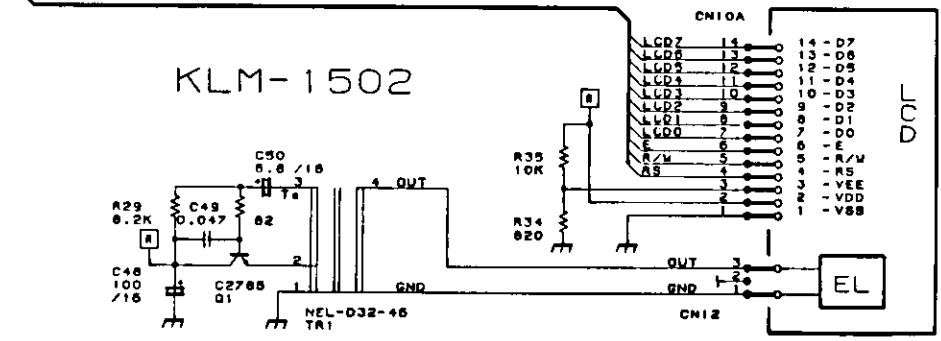 CN10A
LCD7 14 14 - D7
LCD6 13 13 - D6
LCD5 12 12 - D5
LCD4 11 11 - D4
LCD3 10 10 - D3
LCD2 9 9 - D2
LCD1 8 8 - D1
LCD0 7 7 - D0
E 6 6 - E
R/W 5 5 - R/W
RS 4 4 - RS
3 3 - VEE
2 2 - VDD
1 1 - VSS
LCD
KLM-1502
A
R35
10K
R34
820
C50
6.8 /16
+ Ta 3
4 OUT
R29
8.2K
C49
0.047
82
A
2
C48
100
/16
+
C2785
Q1
1 GND
NEL-D32-46
TR1
OUT 3
2
GND 1
CN12
EL